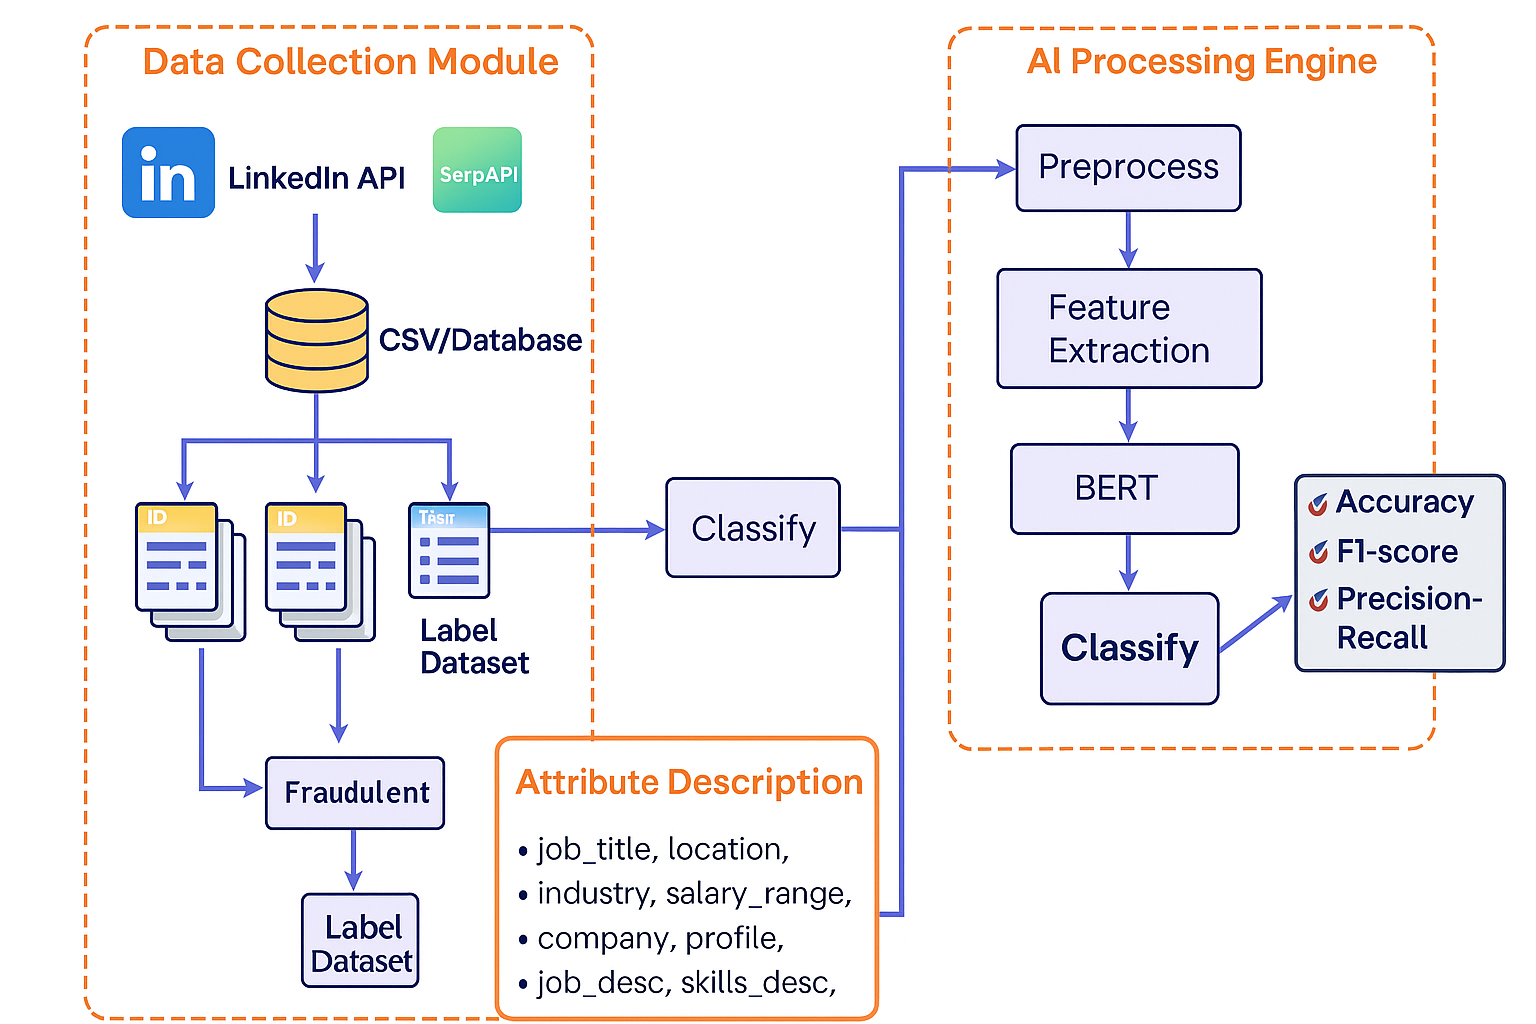 Data Collection Module
in
LinkedIn API
SerpAPI
CSV/Database
ID
ID
Label
Dataset
Fraudulent
Label
Dataset
Classify
Attribute Description
• job_title, location,
• industry, salary_range,
• company, profile,
• job_desc, skills_desc,
AI Processing Engine
Preprocess
Feature
Extraction
BERT
Classify
Accuracy
F1-score
Precision-
Recall